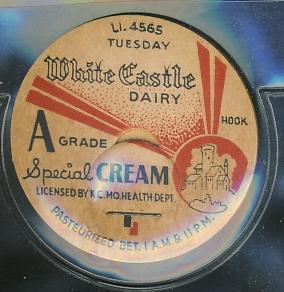 LI. 4565
TUESDAY
White Castle
DAIRY
HOOK
A GRADE
Special CREAM
LICENSED BY K.C. MO. HEALTH DEPT.
PASTEURIZED BET. 1 A.M. & 11 P.M.